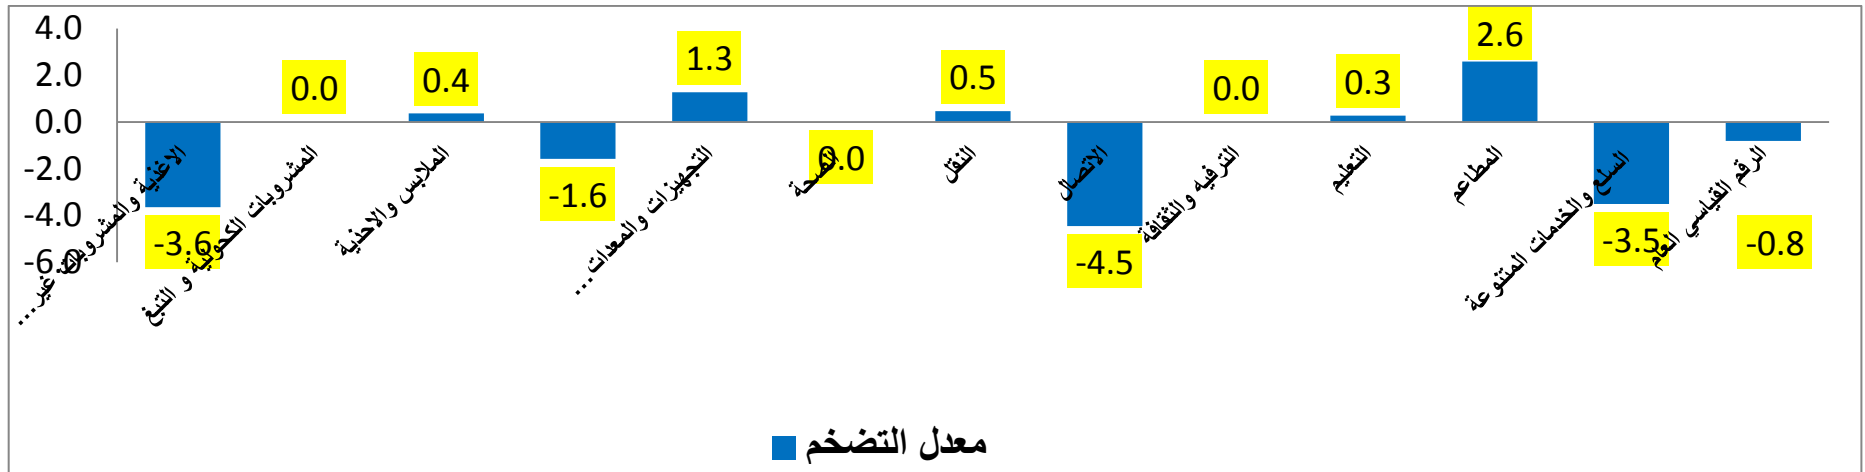 4.0
2.0
0.0
-2.0
-4.0
-6.0
-3.6
0.0
0.4
-1.6
1.3
0.0
0.5
-4.5
0.0
0.3
2.6
-3.5
-0.8
الاغذية والمشروبات غير...
المشروبات الكحولية و التبغ
الملابس والاحذية
التجهيزات والمعدات...
الصحة
النقل
الاتصال
الترفيه والثقافة
التعليم
المطاعم
السلع والخدمات المتنوعة
الرقم القياسي العام
معدل التضخم